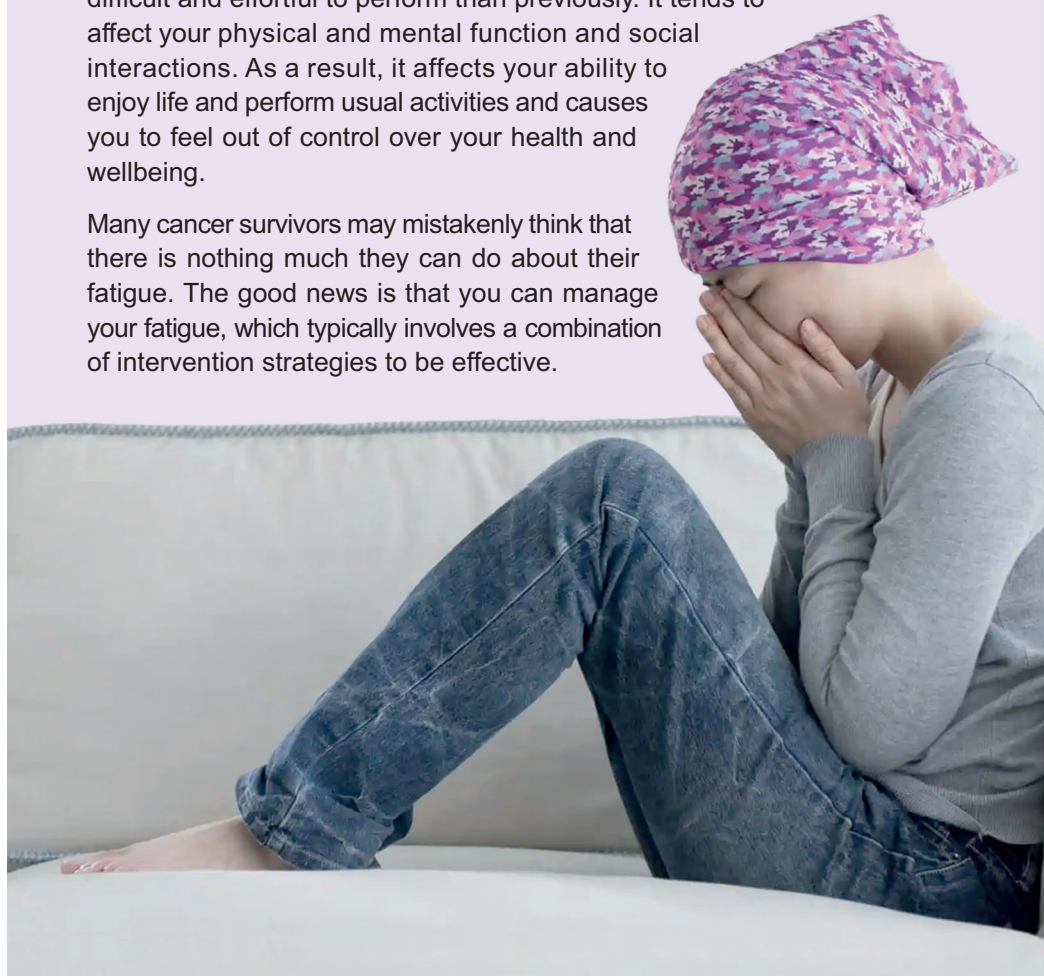 difficult and effortful to perform than previously. It tends to
affect your physical and mental function and social
interactions. As a result, it affects your ability to
enjoy life and perform usual activities and causes
you to feel out of control over your health and
wellbeing.
Many cancer survivors may mistakenly think that
there is nothing much they can do about their
fatigue. The good news is that you can manage
your fatigue, which typically involves a combination
of intervention strategies to be effective.